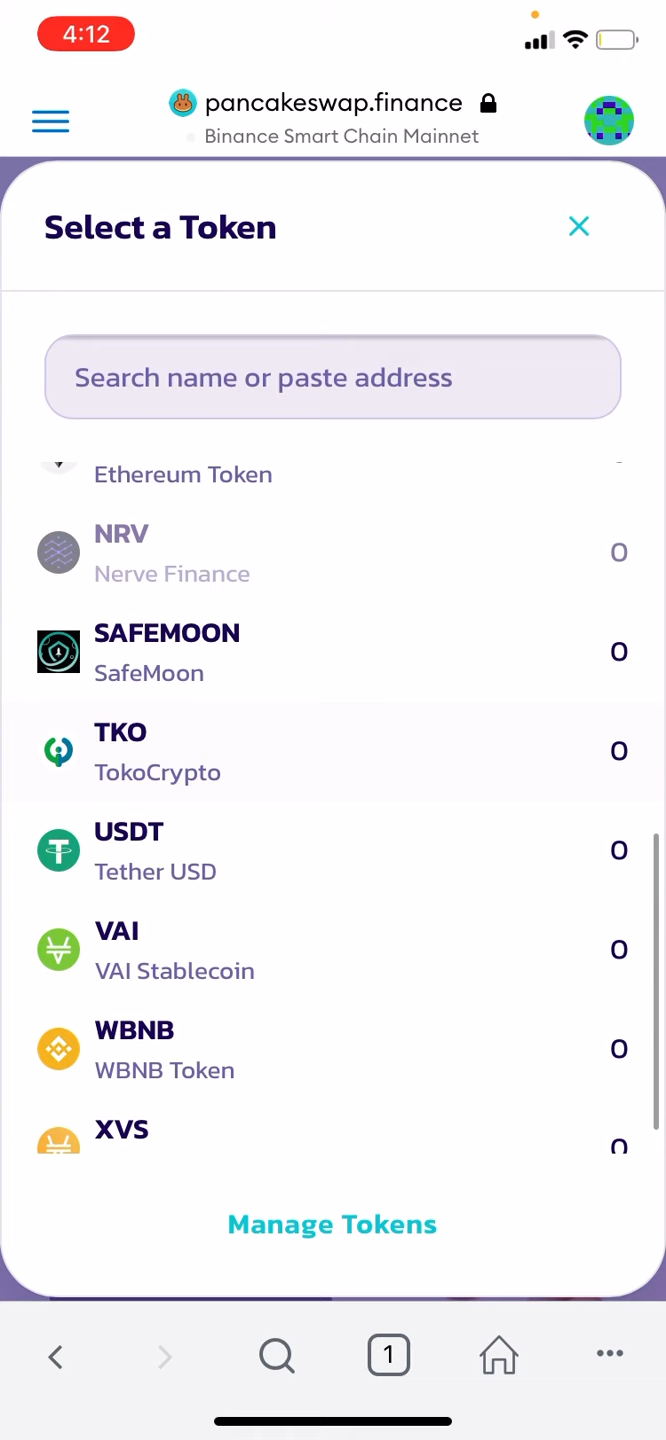 4:12
pancakeswap.finance
Binance Smart Chain Mainnet
Select a Token
Search name or paste address
Ethereum Token
NRV
0
Nerve Finance
SAFEMOON
0
SafeMoon
TKO
0
TokoCrypto
USDT
0
Tether USD
VAI
0
VAI Stablecoin
WBNB
0
WBNB Token
XVS
0
Manage Tokens
1